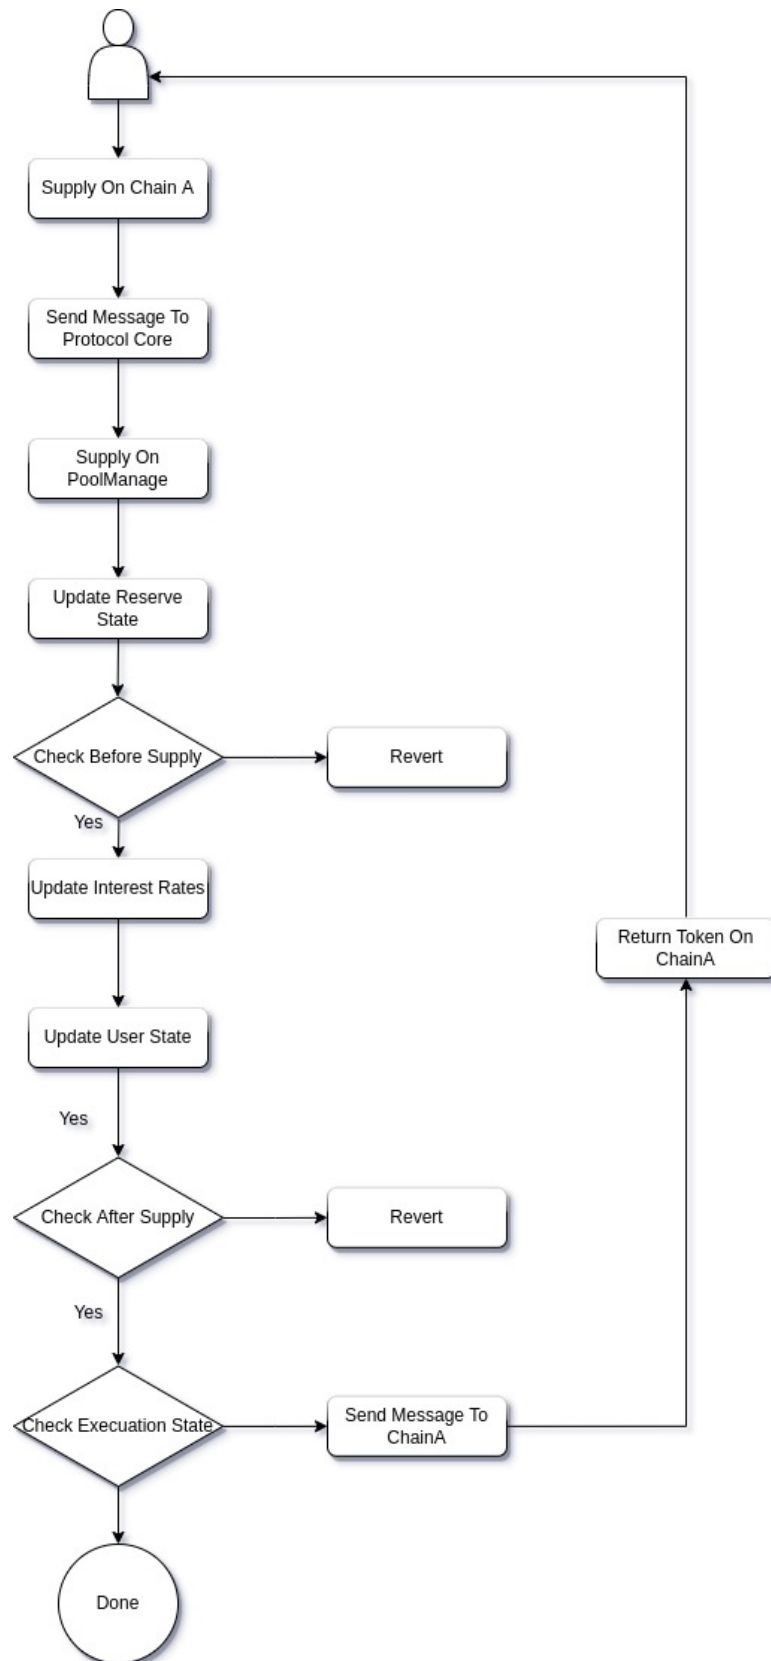 Supply On Chain A
Send Message To
Protocol Core
Supply On
PoolManage
Update Reserve
State
Check Before Supply
Revert
Yes
Update Interest Rates
Return Token On
ChainA
Update User State
Yes
Check After Supply
Revert
Yes
Check Execuation State
Send Message To
ChainA
Done